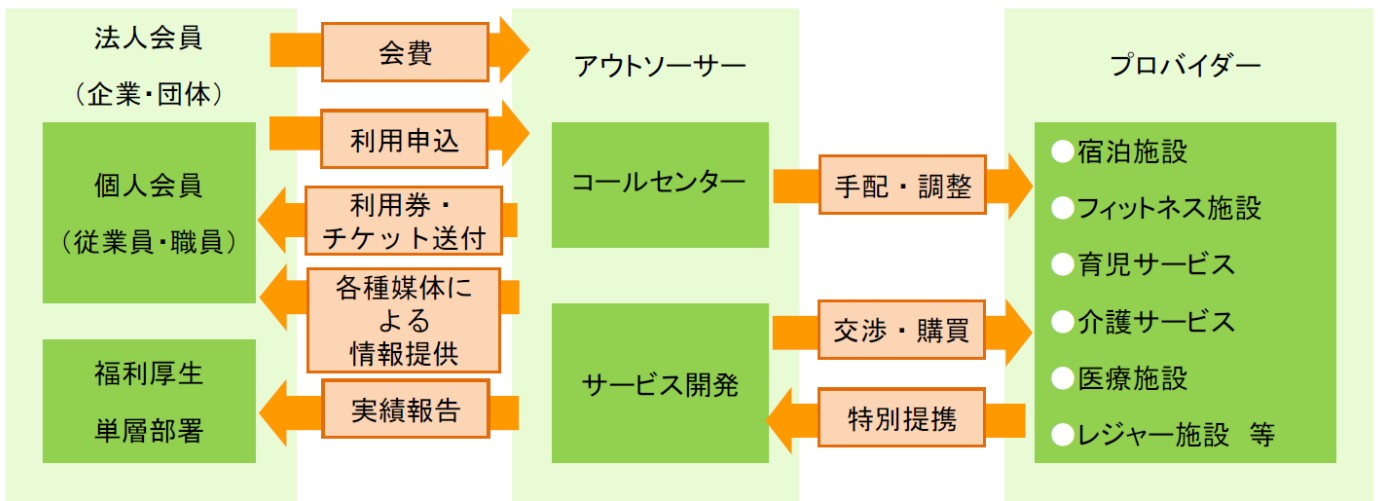 法人会員
（企業・団体）
個人会員
（従業員・職員）
福利厚生
単層部署
会費
利用申込
利用券・
チケット送付
各種媒体に
よる
情報提供
実績報告
アウトソーサー
コールセンター
サービス開発
手配・調整
交渉・購買
特別提携
プロバイダー
●宿泊施設
●フィットネス施設
●育児サービス
●介護サービス
●医療施設
●レジャー施設　等